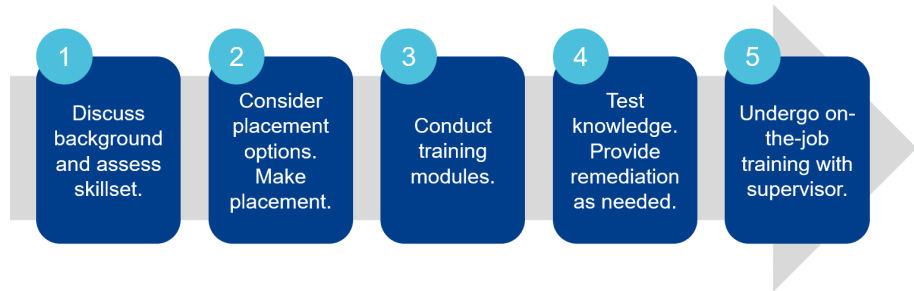 1
Discuss
background
and assess
skillset.
2
Consider
placement
options.
Make
placement.
3
Conduct
training
modules.
4
Test
knowledge.
Provide
remediation
as needed.
5
Undergo on-
the-job
training with
supervisor.